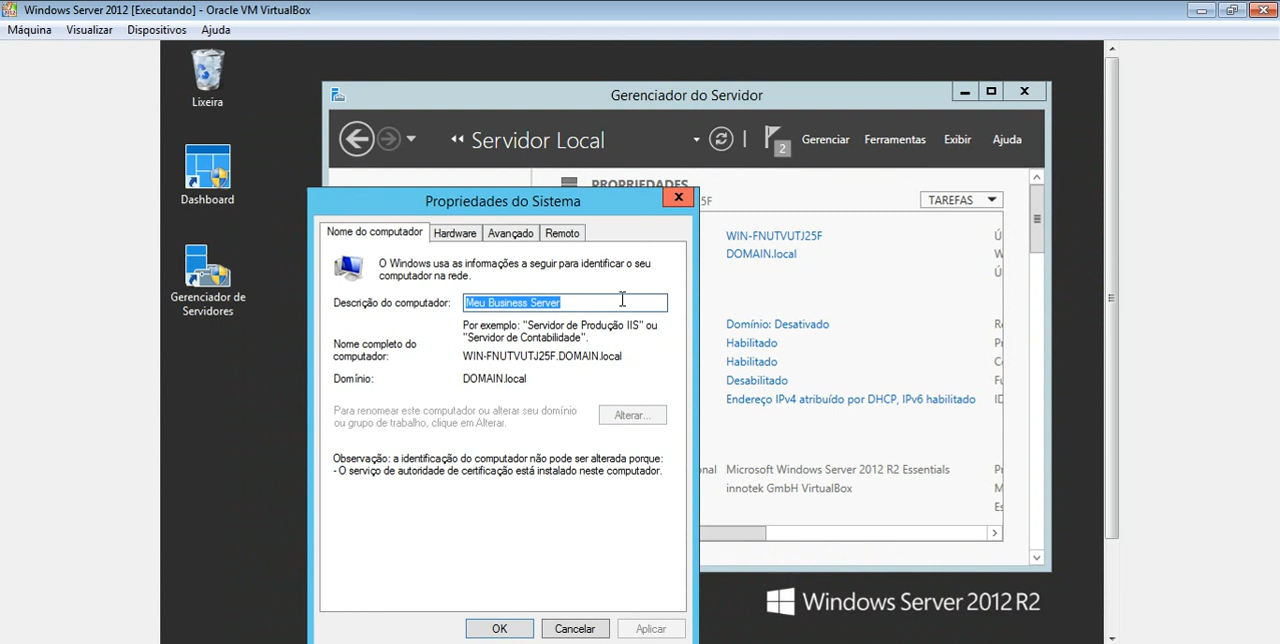 Windows Server 2012 [Executando] - Oracle VM VirtualBox
Máquina Visualizar Dispositivos Ajuda
Lixeira
Dashboard
Gerenciador de
Servidores
Gerenciador do Servidor
Servidor Local
2
Gerenciar Ferramentas Exibir Ajuda
PROPRIEDADES
5F
TAREFAS
WIN-FNUTVUTJ25F
DOMAIN.local
Domínio: Desativado
Habilitado
Habilitado
Desabilitado
Endereço IPv4 atribuído por DHCP, IPv6 habilitado
Microsoft Windows Server 2012 R2 Essentials
innotek GmbH VirtualBox
Propriedades do Sistema
Nome do computador Hardware Avançado Remoto
O Windows usa as informações a seguir para identificar o seu
computador na rede.
Descrição do computador: Meu Business Server
Por exemplo: "Servidor de Produção IIS" ou
"Servidor de Contabilidade".
Nome completo do
computador:
WIN-FNUTVUTJ25F.DOMAIN.local
Domínio: DOMAIN.local
Para renomear este computador ou alterar seu domínio
ou grupo de trabalho, clique em Alterar.
Alterar...
Observação: a identificação do computador não pode ser alterada porque:
- O serviço de autoridade de certificação está instalado neste computador.
OK Cancelar Aplicar
Windows Server 2012 R2